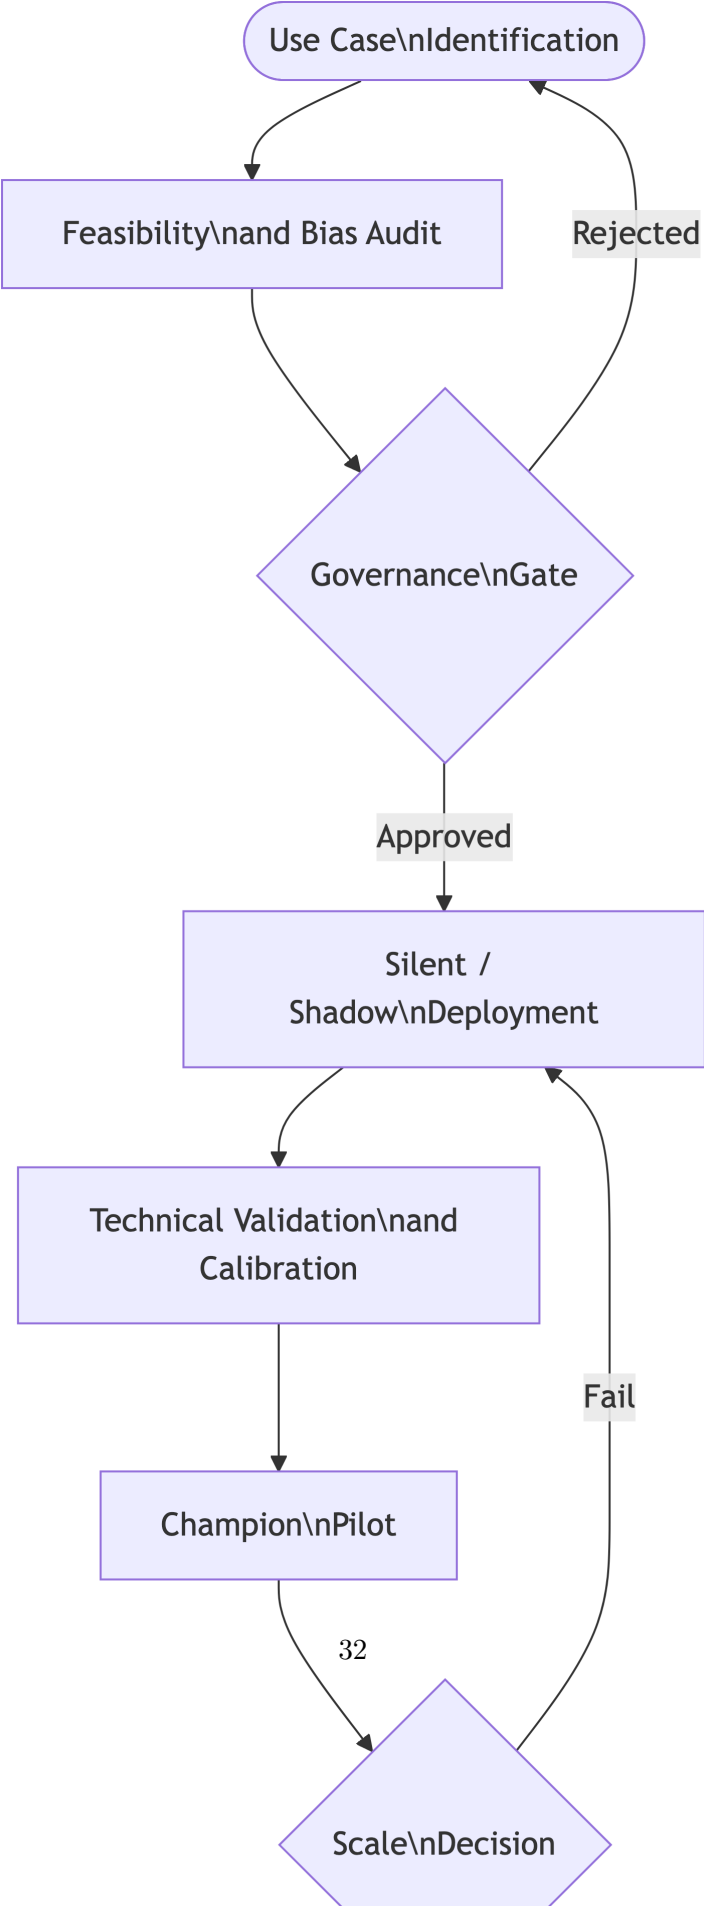 Use Case\nIdentification
Feasibility\nand Bias Audit
Rejected
Governance\nGate
Approved
Silent /
Shadow\nDeployment
Technical Validation\nand
Calibration
Fail
Champion\nPilot
32
Scale\nDecision